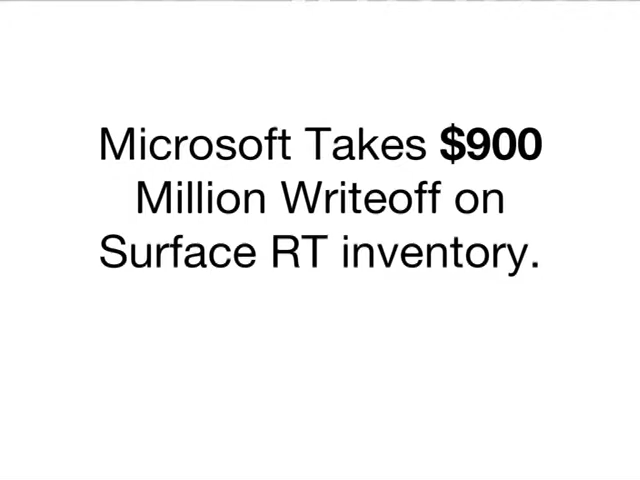 Microsoft Takes $900
Million Writeoff on
Surface RT inventory.